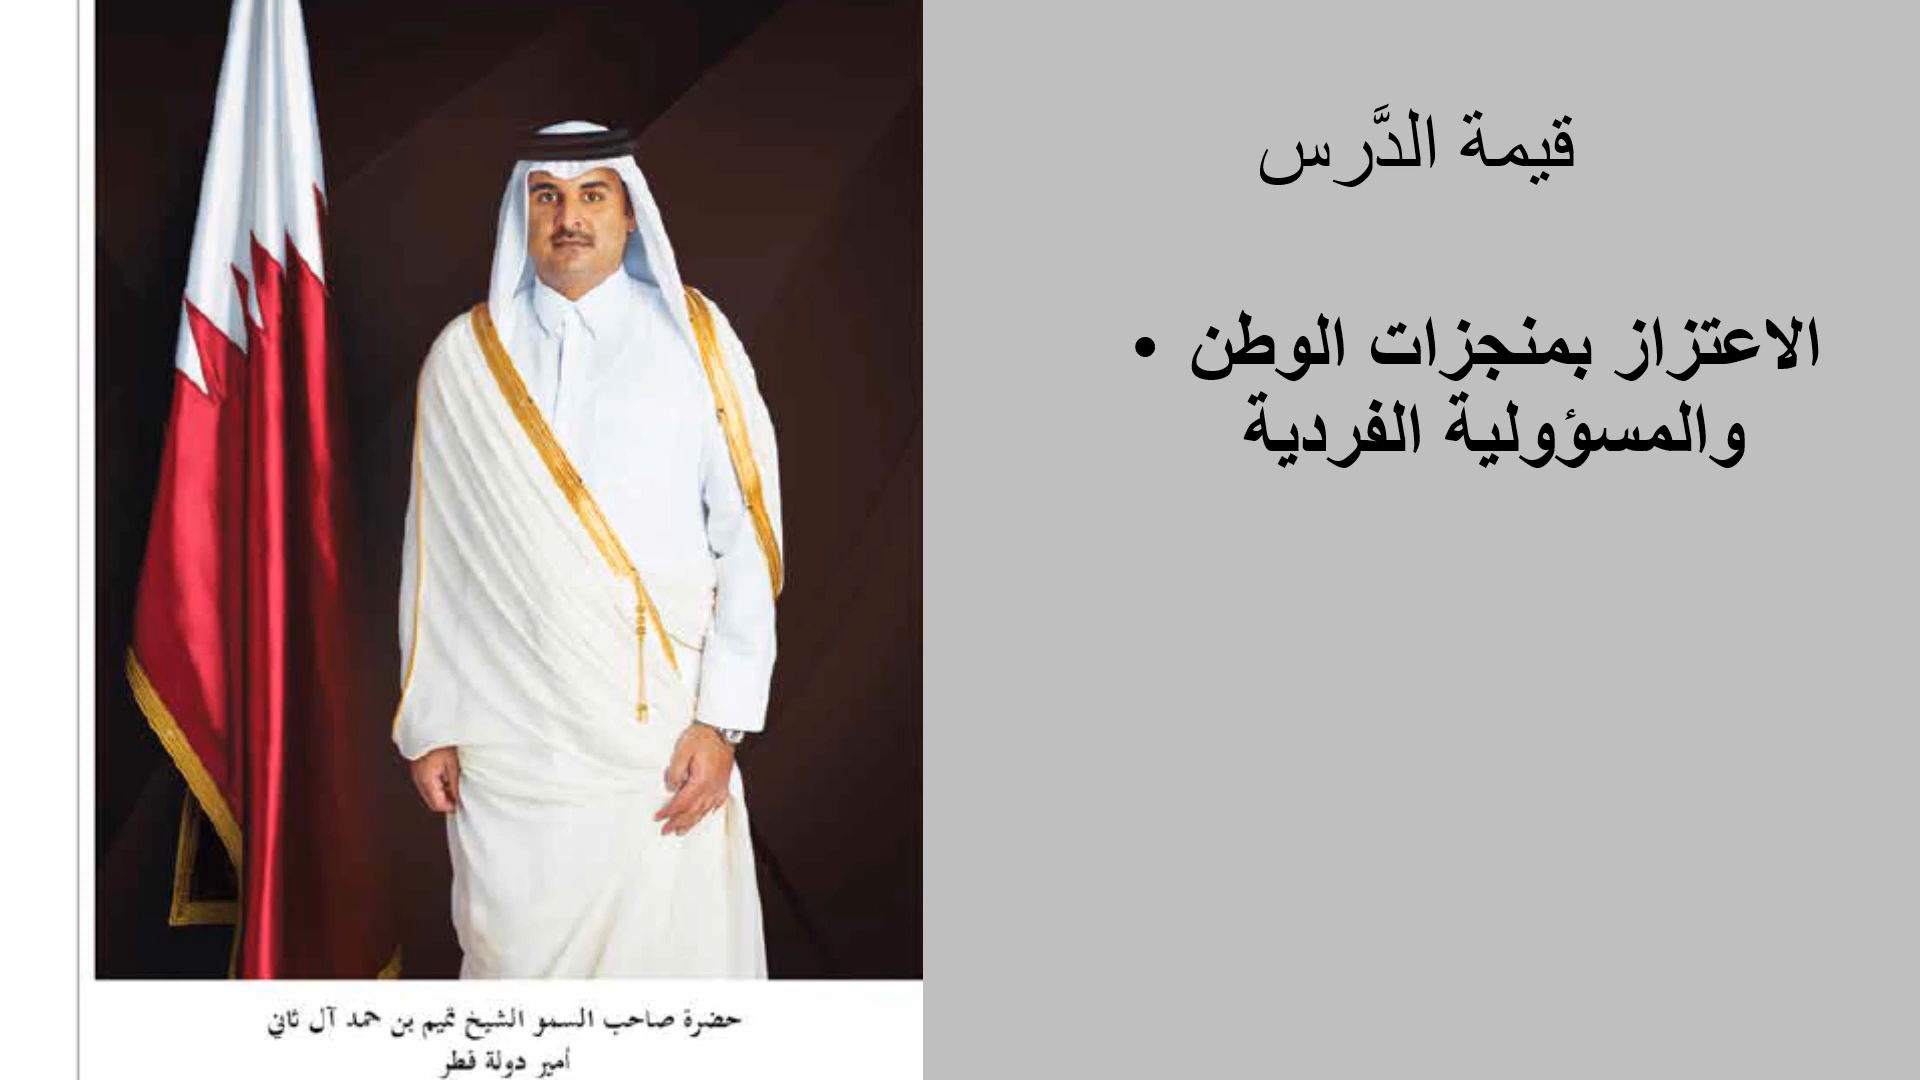 قيمة الدَّرس
• الاعتزاز بمنجزات الوطن
والمسؤولية الفردية
حضرة صاحب السمو الشيخ تميم بن حمد آل ثاني
أمير دولة قطر